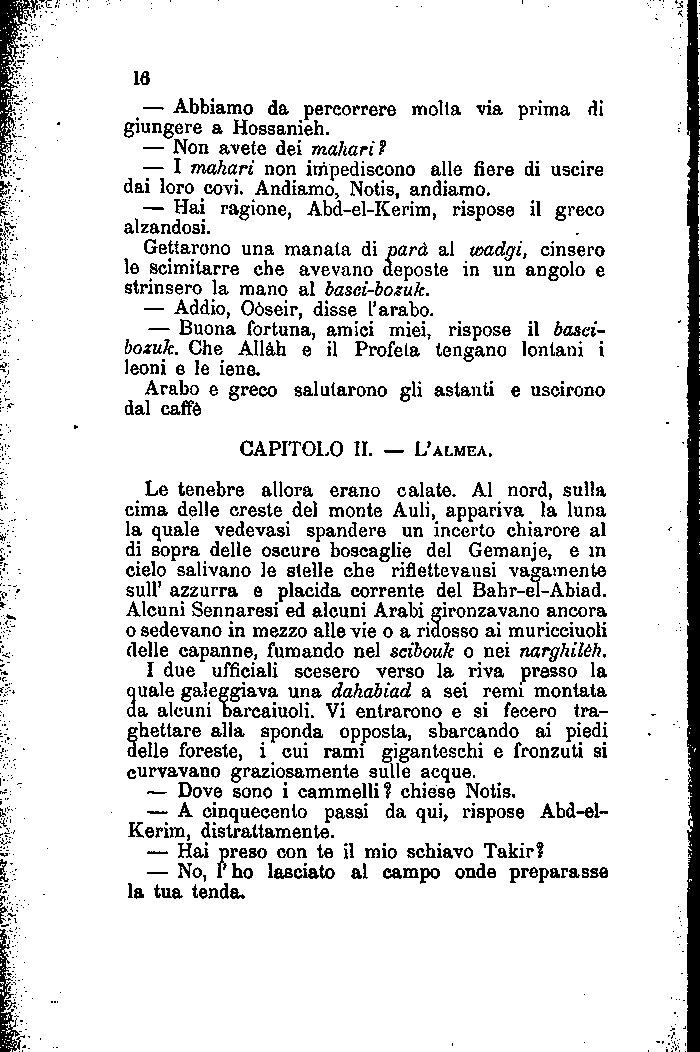 16
— Abbiamo da percorrere molta via prima di
giungere a Hossanieh.
— Non avete dei mahari?
— I mahari non impediscono alle fiere di uscire
dai loro covi. Andiamo, Notis, andiamo.
— Hai ragione, Abd-el-Kerim, rispose il greco
alzandosi.
Gettarono una manata di parà al wadgi, cinsero
le scimitarre che avevano deposte in un angolo e
strinsero la mano al basci-bozuk.
— Addio, Oòseir, disse l'arabo.
— Buona fortuna, amici miei, rispose il basci-
bozuk. Che Allàh e il Profeta tengano lontani i
leoni e le iene.
Arabo e greco salutarono gli astanti e uscirono
dal caffè
CAPITOLO II. — L'ALMEA.
Le tenebre allora erano calate. Al nord, sulla
cima delle creste del monte Auli, appariva la luna
la quale vedevasi spandere un incerto chiarore al
di sopra delle oscure boscaglie del Gemanje, e in
cielo salivano le stelle che riflettevansi vagamente
sull' azzurra e placida corrente del Bahr-el-Abiad.
Alcuni Sennaresi ed alcuni Arabi gironzavano ancora
o sedevano in mezzo alle vie o a ridosso ai muricciuoli
delle capanne, fumando nel scibouk o nei narghilèh.
I due ufficiali scesero verso la riva presso la
quale galeggiava una dahabiad a sei remi montata
da alcuni barcaiuoli. Vi entrarono e si fecero tra-
ghettare alla sponda opposta, sbarcando ai piedi
delle foreste, i cui rami giganteschi e fronzuti si
curvavano graziosamente sulle acque.
— Dove sono i cammelli? chiese Notis.
— A cinquecento passi da qui, rispose Abd-el-
Kerim, distrattamente.
— Hai preso con te il mio schiavo Takir?
— No, l'ho lasciato al campo onde preparasse
la tua tenda.